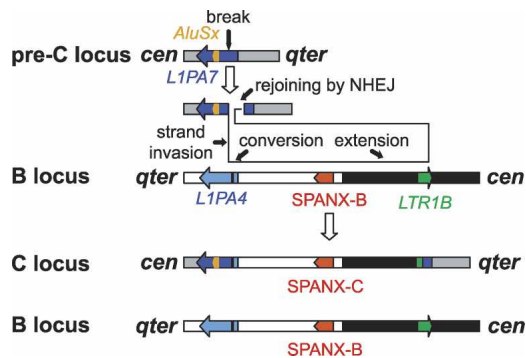 break
AluSx
pre-C locus cen qter
L1PA7
rejoining by NHEJ
strand invasion conversion extension
B locus qter cen
L1PA4 SPANX-B LTR1B
C locus cen qter
SPANX-C
B locus qter cen
SPANX-B